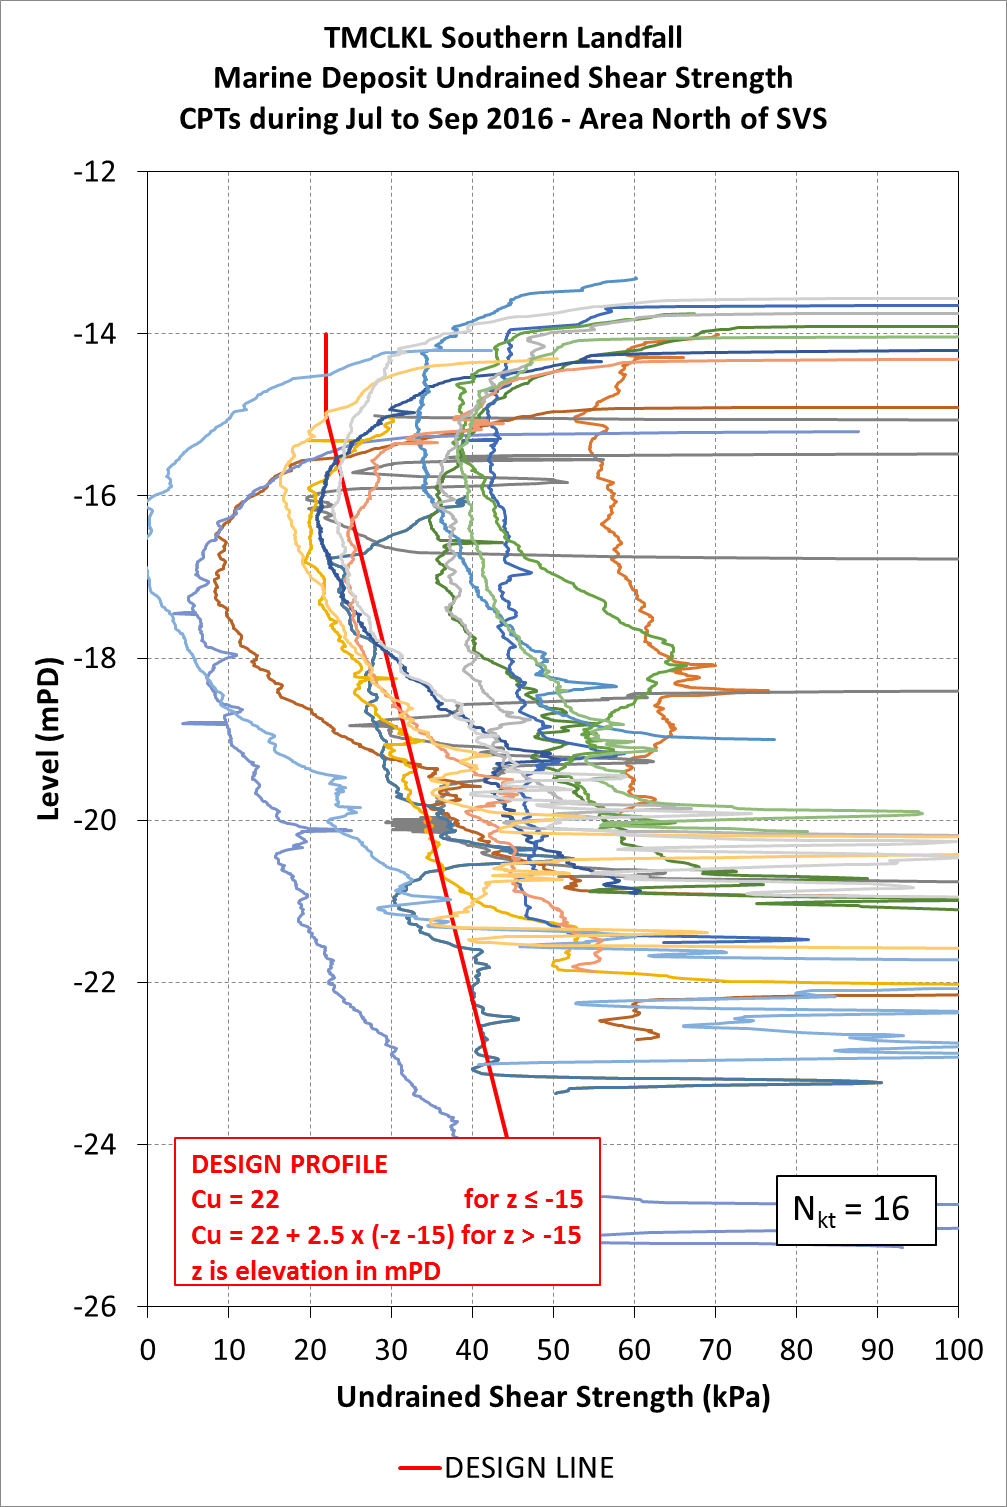 TMCLKL Southern Landfall
Marine Deposit Undrained Shear Strength
CPTs during Jul to Sep 2016 - Area North of SVS
-12
-14
-16
-18
-20
-22
-24
-26
Level (mPD)
DESIGN PROFILE
Cu = 22 for z ≤ -15
Cu = 22 + 2.5 x (-z -15) for z > -15
z is elevation in mPD
Nkt = 16
0 10 20 30 40 50 60 70 80 90 100
Undrained Shear Strength (kPa)
DESIGN LINE